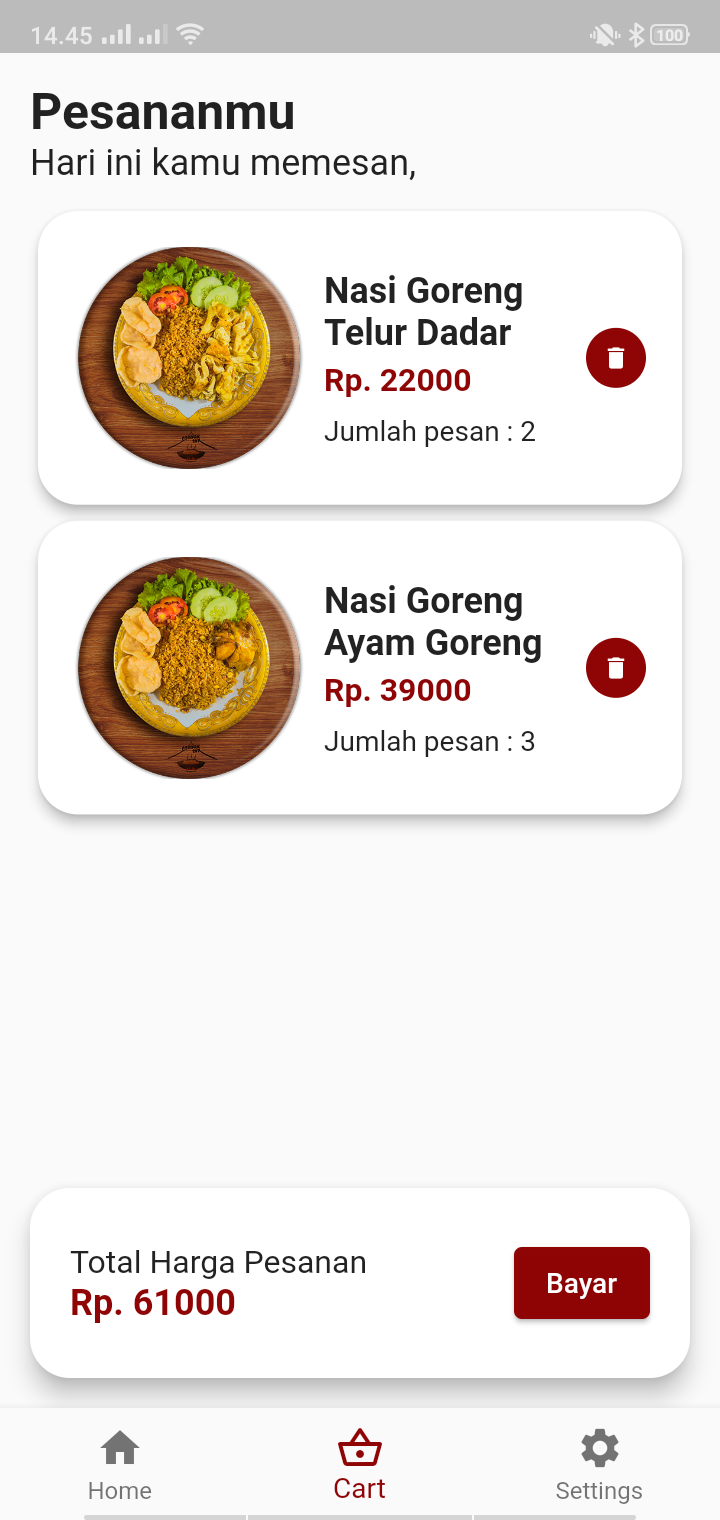 14.45
100
Pesananmu
Hari ini kamu memesan,
Nasi Goreng
Telur Dadar
Rp. 22000
Jumlah pesan : 2
Nasi Goreng
Ayam Goreng
Rp. 39000
Jumlah pesan : 3
Total Harga Pesanan
Rp. 61000
Bayar
Home
Cart
Settings